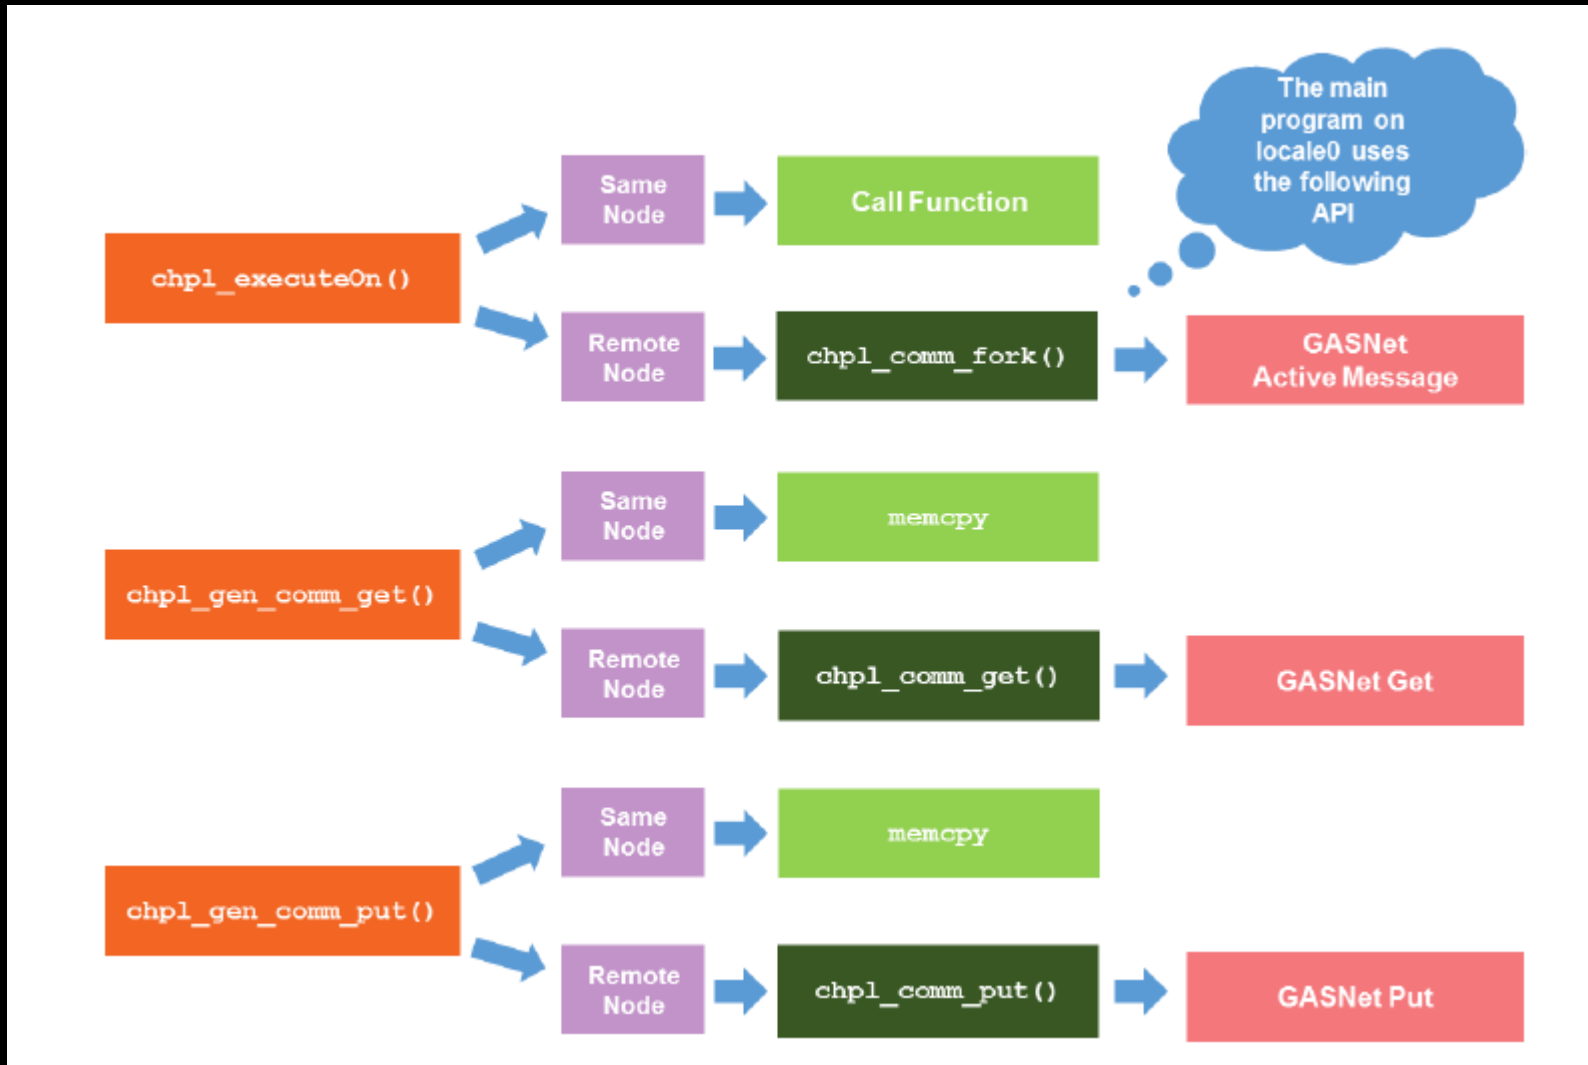 The main
program on
locale0 uses
the following
API
Same
Node
Call Function
chpl_executeOn()
Remote
Node
chpl_comm_fork()
GASNet
Active Message
Same
Node
memcpy
chpl_gen_comm_get()
Remote
Node
chpl_comm_get()
GASNet Get
Same
Node
memcpy
chpl_gen_comm_put()
Remote
Node
chpl_comm_put()
GASNet Put